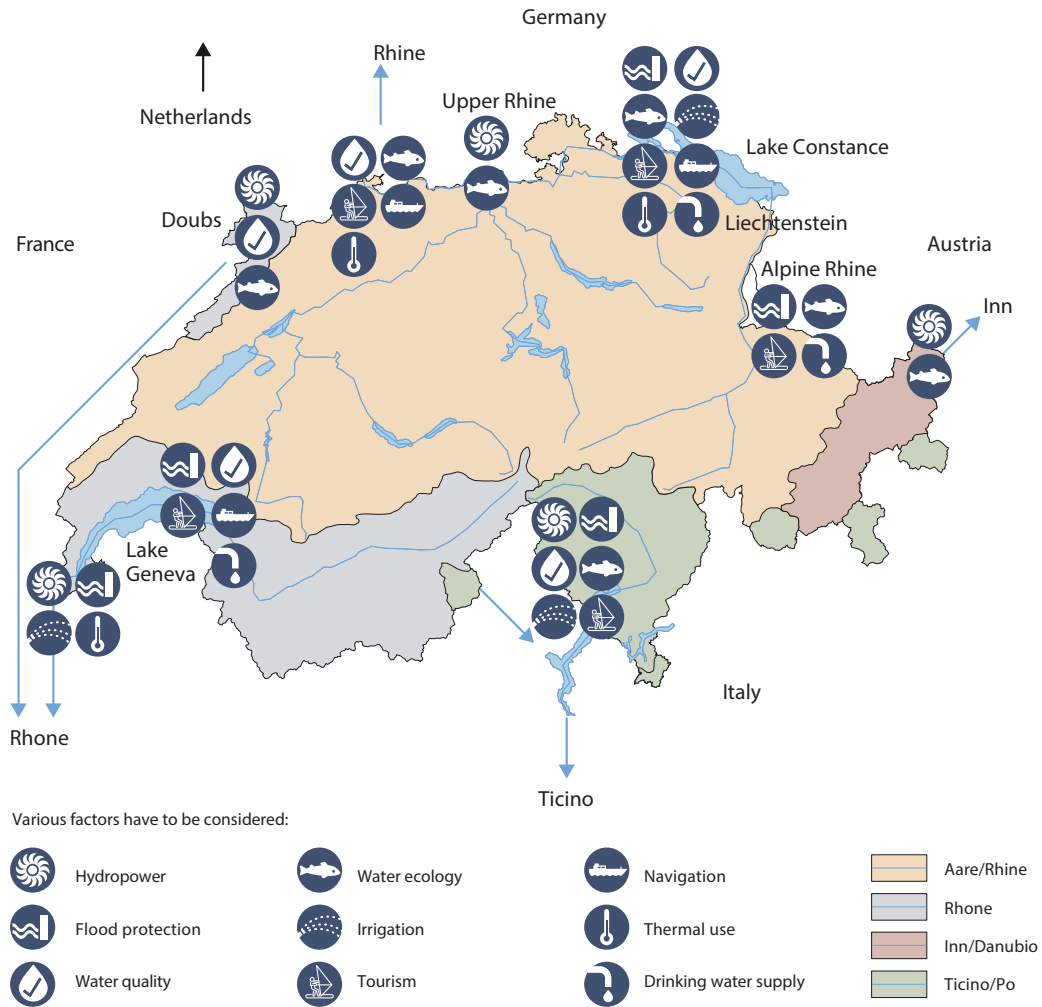 Germany
Rhine
Netherlands
Upper Rhine
Lake Constance
Doubs
France
Liechtenstein
Austria
Alpine Rhine
Inn
Lake
Geneva
Italy
Rhone
Ticino
Various factors have to be considered:
Hydropower
Flood protection
Water quality
Water ecology
Irrigation
Tourism
Navigation
Thermal use
Drinking water supply
Aare/Rhine
Rhone
Inn/Danubio
Ticino/Po